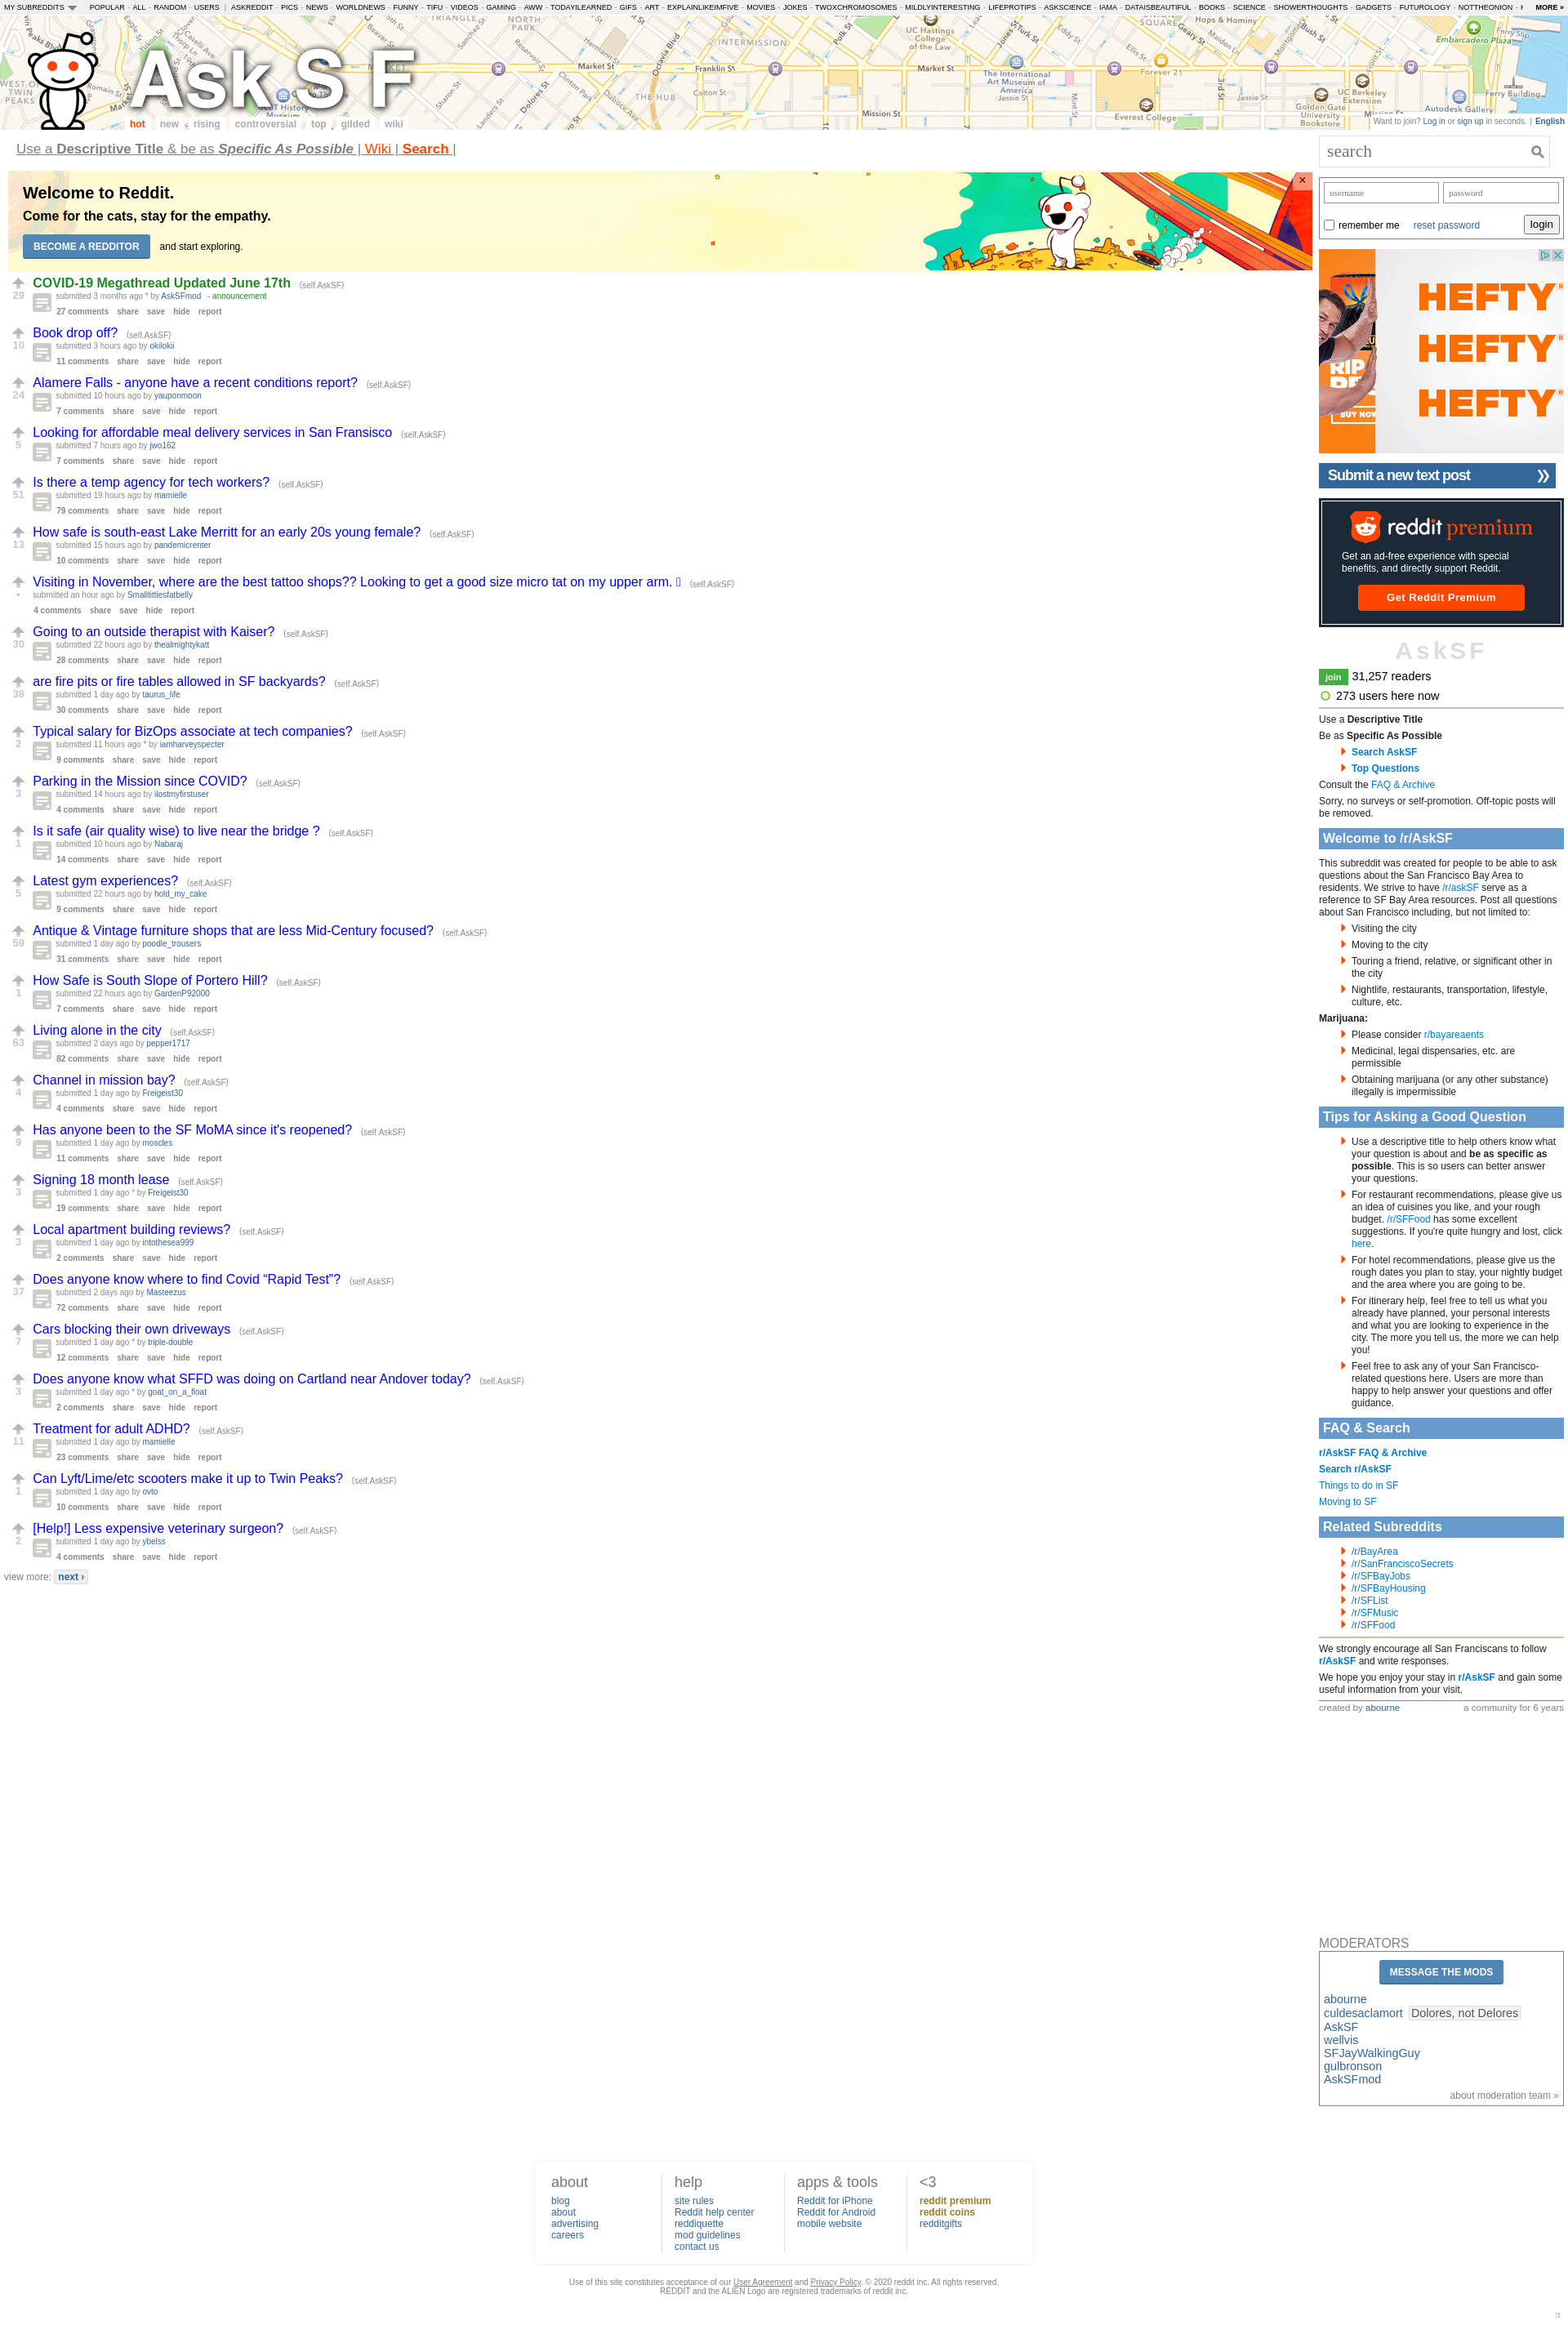 MY SUBREDDITS POPULAR - ALL - RANDOM - USERS | ASKREDDIT - PICS - NEWS - WORLDNEWS - FUNNY - TIFU - VIDEOS - GAMING - AWW - TODAYILEARNED - GIFS - ART - EXPLAINLIKEIMFIVE - MOVIES - JOKES - TWOXCHROMOSOMES - MILDLYINTERESTING - LIFEPROTIPS - ASKSCIENCE - IAMA - DATAISBEAUTIFUL - BOOKS - SCIENCE - SHOWERTHOUGHTS - GADGETS - FUTUROLOGY - NOTTHEONION - MORE »
Ask S F
hot new rising controversial top gilded wiki
Want to join? Log in or sign up in seconds. | English
Use a Descriptive Title & be as Specific As Possible | Wiki | Search |
Welcome to Reddit.
Come for the cats, stay for the empathy.
BECOME A REDDITOR and start exploring.
COVID-19 Megathread Updated June 17th (self.AskSF)
29 submitted 3 months ago * by AskSFmod - announcement
27 comments share save hide report
Book drop off? (self.AskSF)
10 submitted 3 hours ago by okilokii
11 comments share save hide report
Alamere Falls - anyone have a recent conditions report? (self.AskSF)
24 submitted 10 hours ago by yauponmoon
7 comments share save hide report
Looking for affordable meal delivery services in San Fransisco (self.AskSF)
5 submitted 7 hours ago by jwo162
7 comments share save hide report
Is there a temp agency for tech workers? (self.AskSF)
51 submitted 19 hours ago by mamielle
79 comments share save hide report
How safe is south-east Lake Merritt for an early 20s young female? (self.AskSF)
13 submitted 15 hours ago by pandemicrenter
10 comments share save hide report
Visiting in November, where are the best tattoo shops?? Looking to get a good size micro tat on my upper arm. (self.AskSF)
• submitted an hour ago by Smalltittiesfatbelly
4 comments share save hide report
Going to an outside therapist with Kaiser? (self.AskSF)
30 submitted 22 hours ago by thealmightykatt
28 comments share save hide report
are fire pits or fire tables allowed in SF backyards? (self.AskSF)
38 submitted 1 day ago by taurus_life
30 comments share save hide report
Typical salary for BizOps associate at tech companies? (self.AskSF)
2 submitted 11 hours ago * by iamharveyspecter
9 comments share save hide report
Parking in the Mission since COVID? (self.AskSF)
3 submitted 14 hours ago by ilostmyfirstuser
4 comments share save hide report
Is it safe (air quality wise) to live near the bridge ? (self.AskSF)
1 submitted 10 hours ago by Nabaraj
14 comments share save hide report
Latest gym experiences? (self.AskSF)
5 submitted 22 hours ago by hold_my_cake
9 comments share save hide report
Antique & Vintage furniture shops that are less Mid-Century focused? (self.AskSF)
59 submitted 1 day ago by poodle_trousers
31 comments share save hide report
How Safe is South Slope of Portero Hill? (self.AskSF)
1 submitted 22 hours ago by GardenP92000
7 comments share save hide report
Living alone in the city (self.AskSF)
63 submitted 2 days ago by pepper1717
82 comments share save hide report
Channel in mission bay? (self.AskSF)
4 submitted 1 day ago by Freigeist30
4 comments share save hide report
Has anyone been to the SF MoMA since it's reopened? (self.AskSF)
9 submitted 1 day ago by moscles
11 comments share save hide report
Signing 18 month lease (self.AskSF)
3 submitted 1 day ago * by Freigeist30
19 comments share save hide report
Local apartment building reviews? (self.AskSF)
3 submitted 1 day ago by intothesea999
2 comments share save hide report
Does anyone know where to find Covid “Rapid Test”? (self.AskSF)
37 submitted 2 days ago by Masteezus
72 comments share save hide report
Cars blocking their own driveways (self.AskSF)
7 submitted 1 day ago * by triple-double
12 comments share save hide report
Does anyone know what SFFD was doing on Cartland near Andover today? (self.AskSF)
3 submitted 1 day ago * by goat_on_a_float
2 comments share save hide report
Treatment for adult ADHD? (self.AskSF)
11 submitted 1 day ago by mamielle
23 comments share save hide report
Can Lyft/Lime/etc scooters make it up to Twin Peaks? (self.AskSF)
1 submitted 1 day ago by ovto
10 comments share save hide report
[Help!] Less expensive veterinary surgeon? (self.AskSF)
2 submitted 1 day ago by ybelss
4 comments share save hide report
view more: next ›
search
username password
remember me reset password login
HEFTY
HEFTY
HEFTY
BUY NOW
Submit a new text post
reddit premium
Get an ad-free experience with special
benefits, and directly support Reddit.
Get Reddit Premium
AskSF
join 31,257 readers
273 users here now
Use a Descriptive Title
Be as Specific As Possible
Search AskSF
Top Questions
Consult the FAQ & Archive
Sorry, no surveys or self-promotion. Off-topic posts will
be removed.
Welcome to /r/AskSF
This subreddit was created for people to be able to ask
questions about the San Francisco Bay Area to
residents. We strive to have /r/askSF serve as a
reference to SF Bay Area resources. Post all questions
about San Francisco including, but not limited to:
Visiting the city
Moving to the city
Touring a friend, relative, or significant other in
the city
Nightlife, restaurants, transportation, lifestyle,
culture, etc.
Marijuana:
Please consider r/bayareaents
Medicinal, legal dispensaries, etc. are
permissible
Obtaining marijuana (or any other substance)
illegally is impermissible
Tips for Asking a Good Question
Use a descriptive title to help others know what
your question is about and be as specific as
possible. This is so users can better answer
your questions.
For restaurant recommendations, please give us
an idea of cuisines you like, and your rough
budget. /r/SFFood has some excellent
suggestions. If you're quite hungry and lost, click
here.
For hotel recommendations, please give us the
rough dates you plan to stay, your nightly budget
and the area where you are going to be.
For itinerary help, feel free to tell us what you
already have planned, your personal interests
and what you are looking to experience in the
city. The more you tell us, the more we can help
you!
Feel free to ask any of your San Francisco-
related questions here. Users are more than
happy to help answer your questions and offer
guidance.
FAQ & Search
r/AskSF FAQ & Archive
Search r/AskSF
Things to do in SF
Moving to SF
Related Subreddits
/r/BayArea
/r/SanFranciscoSecrets
/r/SFBayJobs
/r/SFBayHousing
/r/SFList
/r/SFMusic
/r/SFFood
We strongly encourage all San Franciscans to follow
r/AskSF and write responses.
We hope you enjoy your stay in r/AskSF and gain some
useful information from your visit.
created by abourne a community for 6 years
MODERATORS
MESSAGE THE MODS
abourne
culdesaclamort Dolores, not Delores
AskSF
wellvis
SFJayWalkingGuy
gulbronson
AskSFmod
about moderation team »
about
blog
about
advertising
careers
help
site rules
Reddit help center
reddiquette
mod guidelines
contact us
apps & tools
Reddit for iPhone
Reddit for Android
mobile website
<3
reddit premium
reddit coins
redditgifts
Use of this site constitutes acceptance of our User Agreement and Privacy Policy. © 2020 reddit inc. All rights reserved.
REDDIT and the ALIEN Logo are registered trademarks of reddit inc.
π